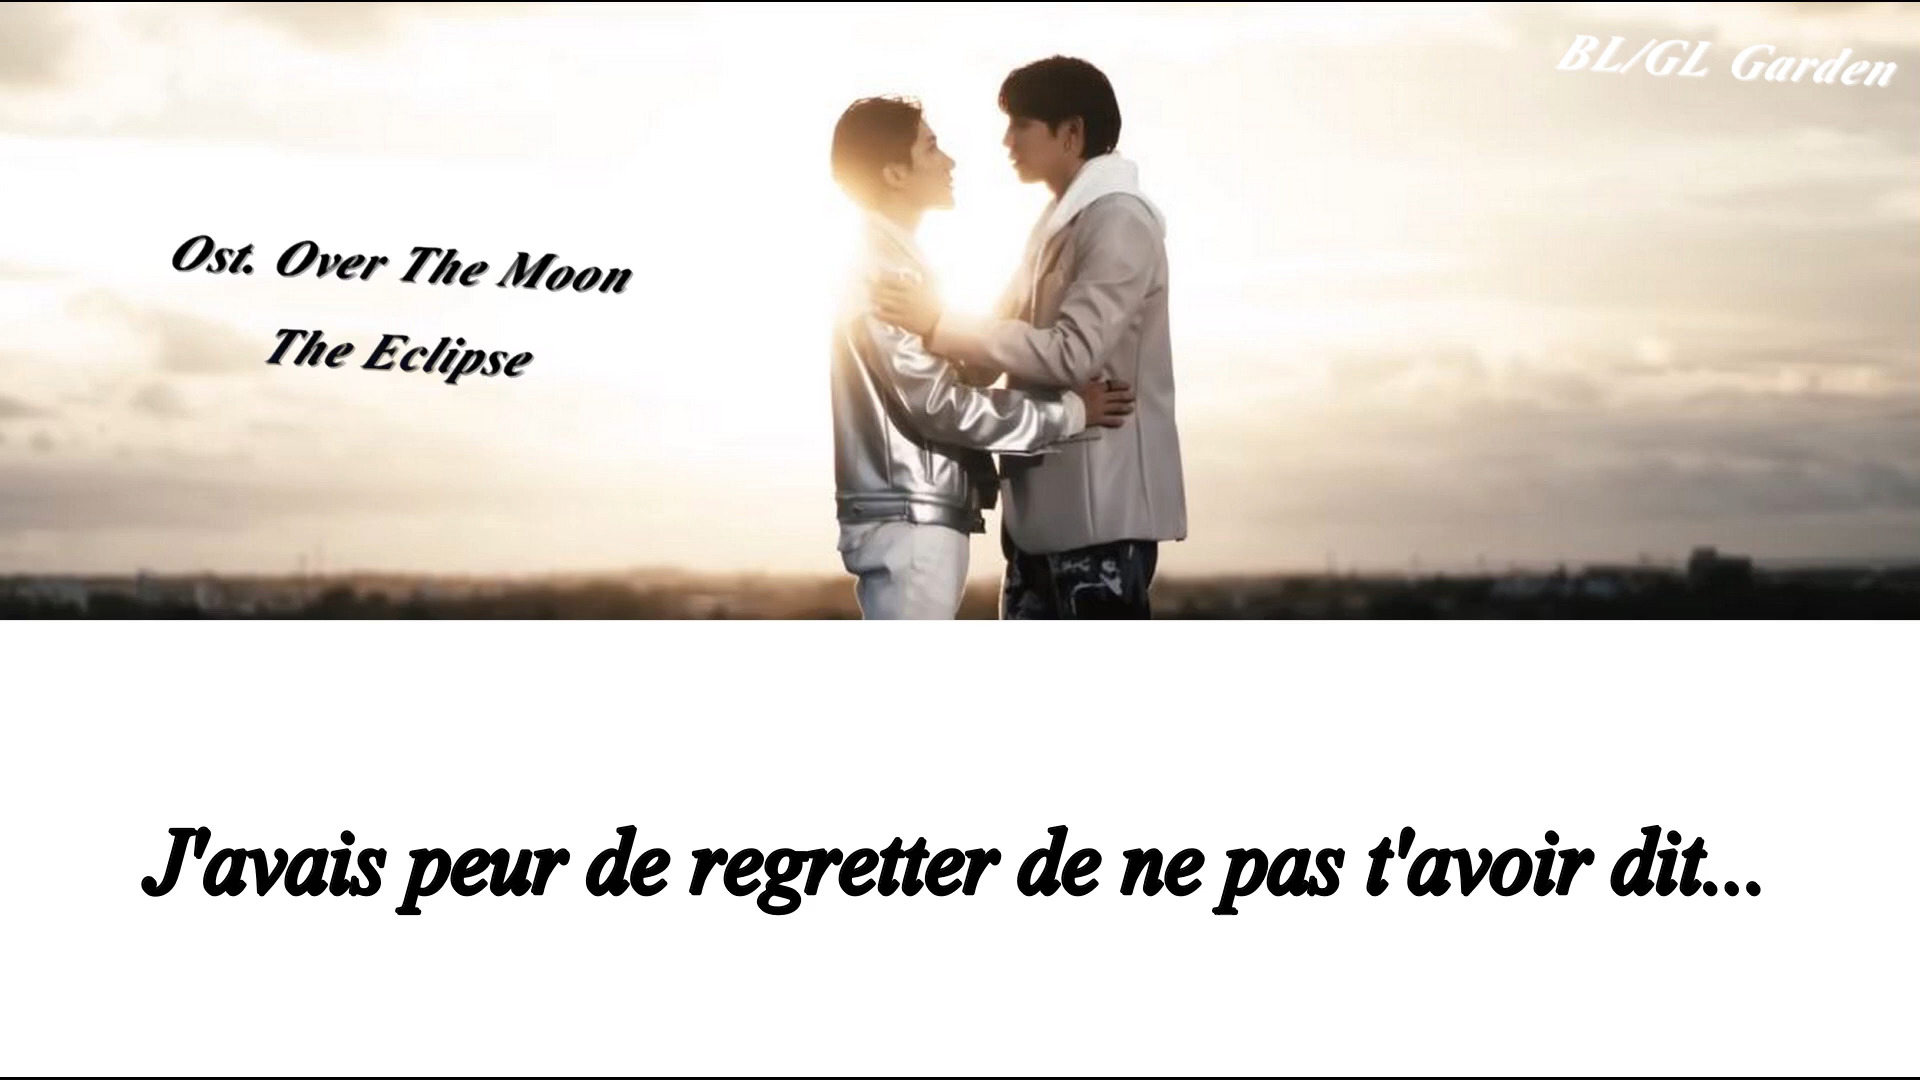 BL/GL Garden
Ost. Over The Moon
The Eclipse
J'avais peur de regretter de ne pas t'avoir dit...